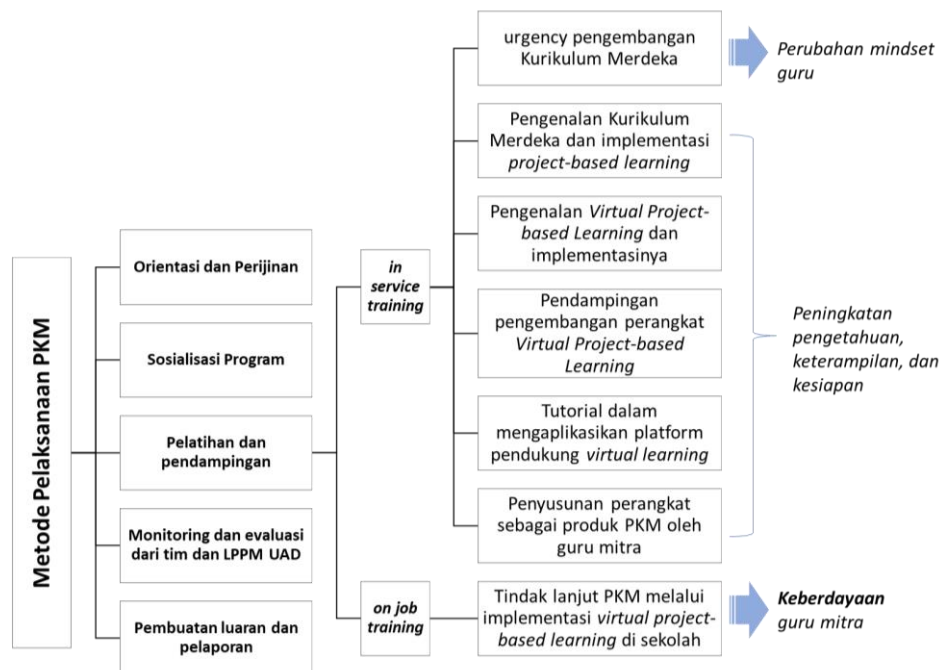 Metode Pelaksanaan PKM
Orientasi dan Perijinan
Sosialisasi Program
Pelatihan dan
pendampingan
Monitoring dan evaluasi
dari tim dan LPPM UAD
Pembuatan luaran dan
pelaporan
in
service
training
on job
training
urgency pengembangan
Kurikulum Merdeka
Pengenalan Kurikulum
Merdeka dan implementasi
project-based learning
Pengenalan Virtual Project-
based Learning dan
implementasinya
Pendampingan
pengembangan perangkat
Virtual Project-based
Learning
Tutorial dalam
mengaplikasikan platform
pendukung virtual learning
Penyusunan perangkat
sebagai produk PKM oleh
guru mitra
Tindak lanjut PKM melalui
implementasi virtual project-
based learning di sekolah
Perubahan mindset
guru
Peningkatan
pengetahuan,
keterampilan, dan
kesiapan
Keberdayaan
guru mitra